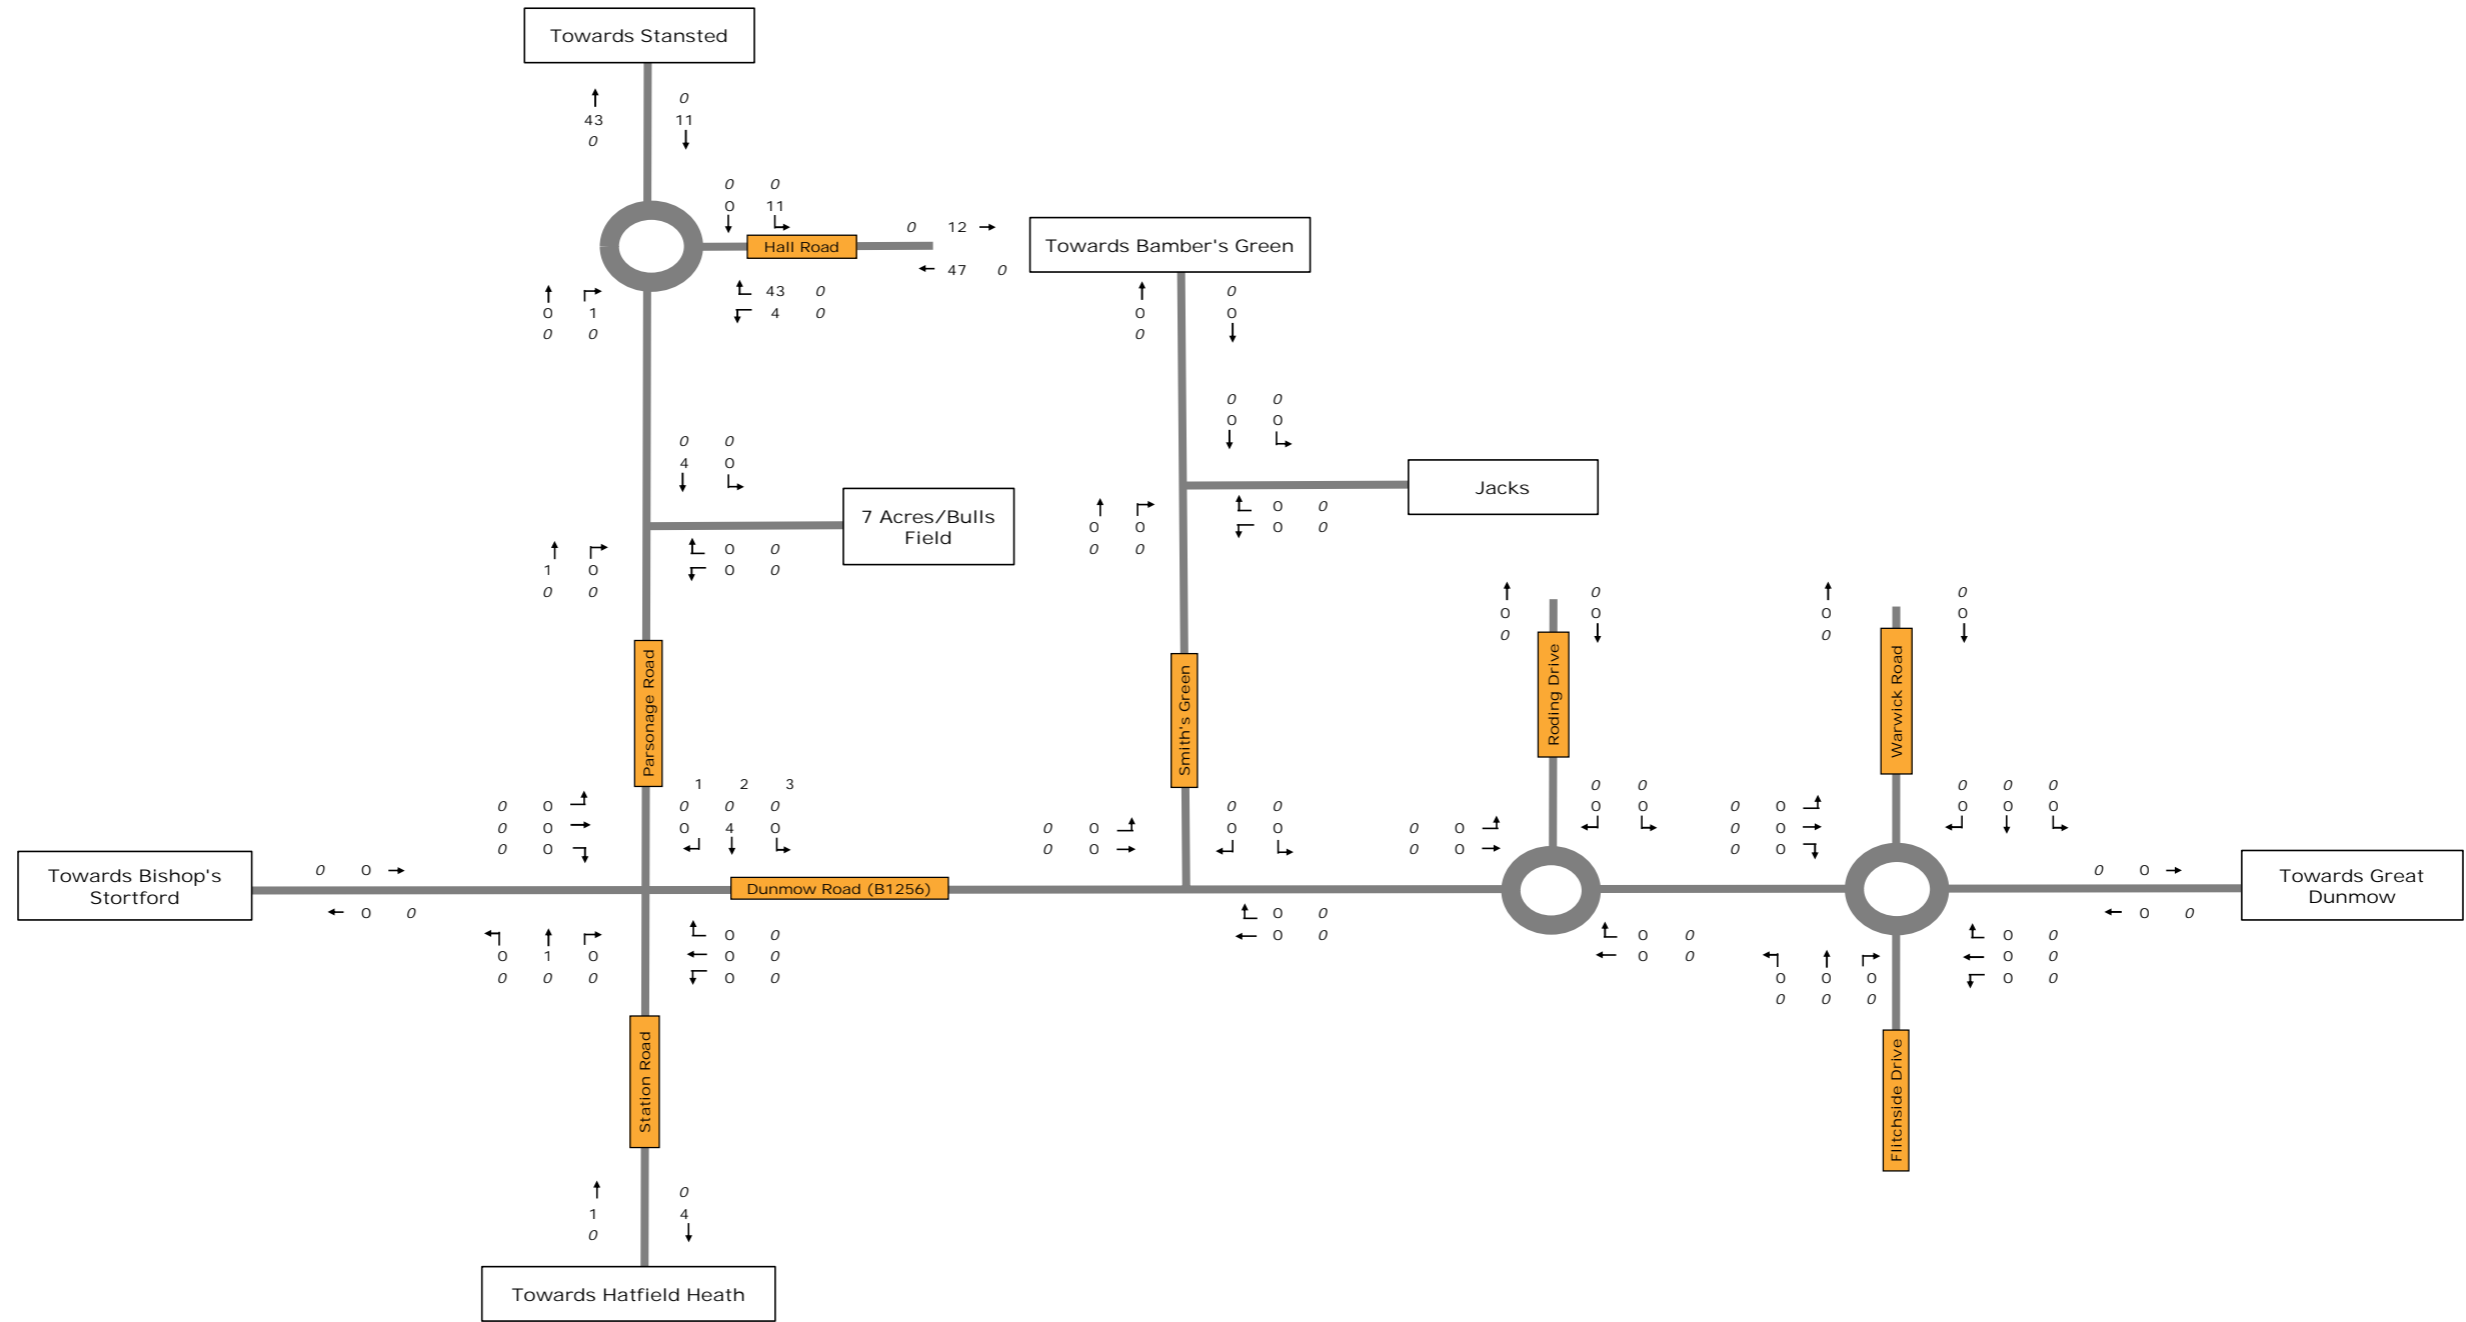 Towards Stansted
0
43 11
0
0 0
0 11
0 12
Hall Road
Towards Bamber's Green
47 0
43 0
0 1 4 0
0 0
0
0 0
0
0 0
0 0
0 0
4 0
Jacks
7 Acres/Bulls
Field
0 0
0 0 0 0
0 0
0 0
1 0 0 0
0 0
0 0
0 0 0 0
0 0
Parsonage Road
Smith's Green
Roding Drive
Warwick Road
1 2 3
0 0 0 0 0
0 0 0 4 0
0 0
0 0
0 0
0 0
0 0
0 0
0 0
0 0
0 0
0 0
0 0
0 0 0
0 0 0
Towards Bishop's
Stortford
0 0
0 0
Dunmow Road (B1256)
0 0
0 0
Towards Great
Dunmow
0 1 0
0 0 0
0 0
0 0
0 0
0 0
0 0
0 0
0 0
0 0 0
0 0 0
0 0
0 0
0 0
Station Road
Flitchside Drive
0
1 4
0
Towards Hatfield Heath